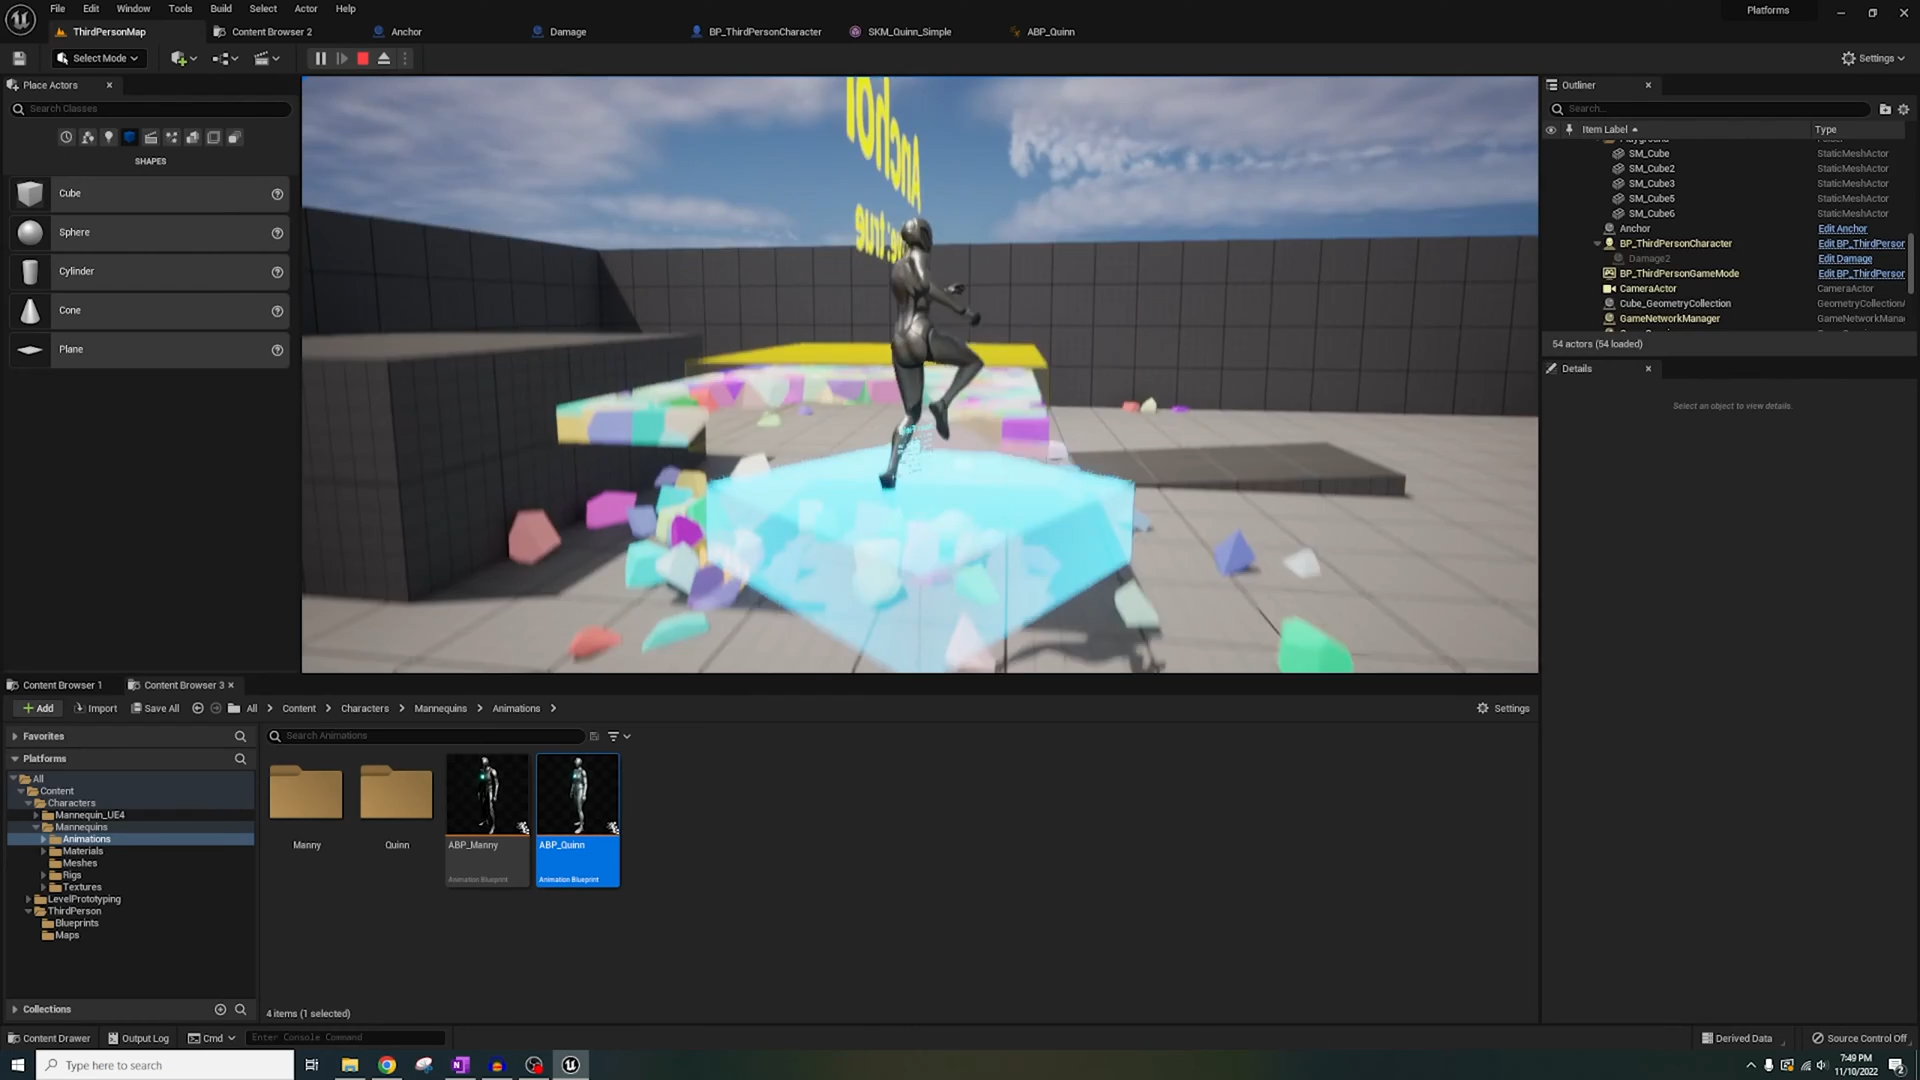 File Edit Window Tools Build Select Actor Help
Platforms
ThirdPersonMap Content Browser 2 Anchor Damage BP_ThirdPersonCharacter SKM_Quinn_Simple ABP_Quinn
Select Mode
Settings
Place Actors
Search Classes
SHAPES
Cube
Sphere
Cylinder
Cone
Plane
Anchor
true
Outliner
Search...
Item Label Type
SM_Cube StaticMeshActor
SM_Cube2 StaticMeshActor
SM_Cube3 StaticMeshActor
SM_Cube5 StaticMeshActor
SM_Cube6 StaticMeshActor
Anchor Edit Anchor
BP_ThirdPersonCharacter Edit BP_ThirdPerson
Damage2 Edit Damage
BP_ThirdPersonGameMode Edit BP_ThirdPerson
CameraActor CameraActor
Cube_GeometryCollection GeometryCollectionA
GameNetworkManager GameNetworkMana
54 actors (54 loaded)
Details
Select an object to view details.
Content Browser 1 Content Browser 3
Add Import Save All All Content Characters Mannequins Animations
Settings
Favorites
Search Animations
Platforms
All
Content
Characters
Mannequin_UE4
Mannequins
Animations
Materials
Meshes
Rigs
Textures
LevelPrototyping
ThirdPerson
Blueprints
Maps
Manny
Quinn
ABP_Manny
Animation Blueprint
ABP_Quinn
Animation Blueprint
Collections
4 items (1 selected)
Content Drawer Output Log Cmd Enter Console Command
Derived Data Source Control Off
Type here to search
7:49 PM
11/10/2022
2